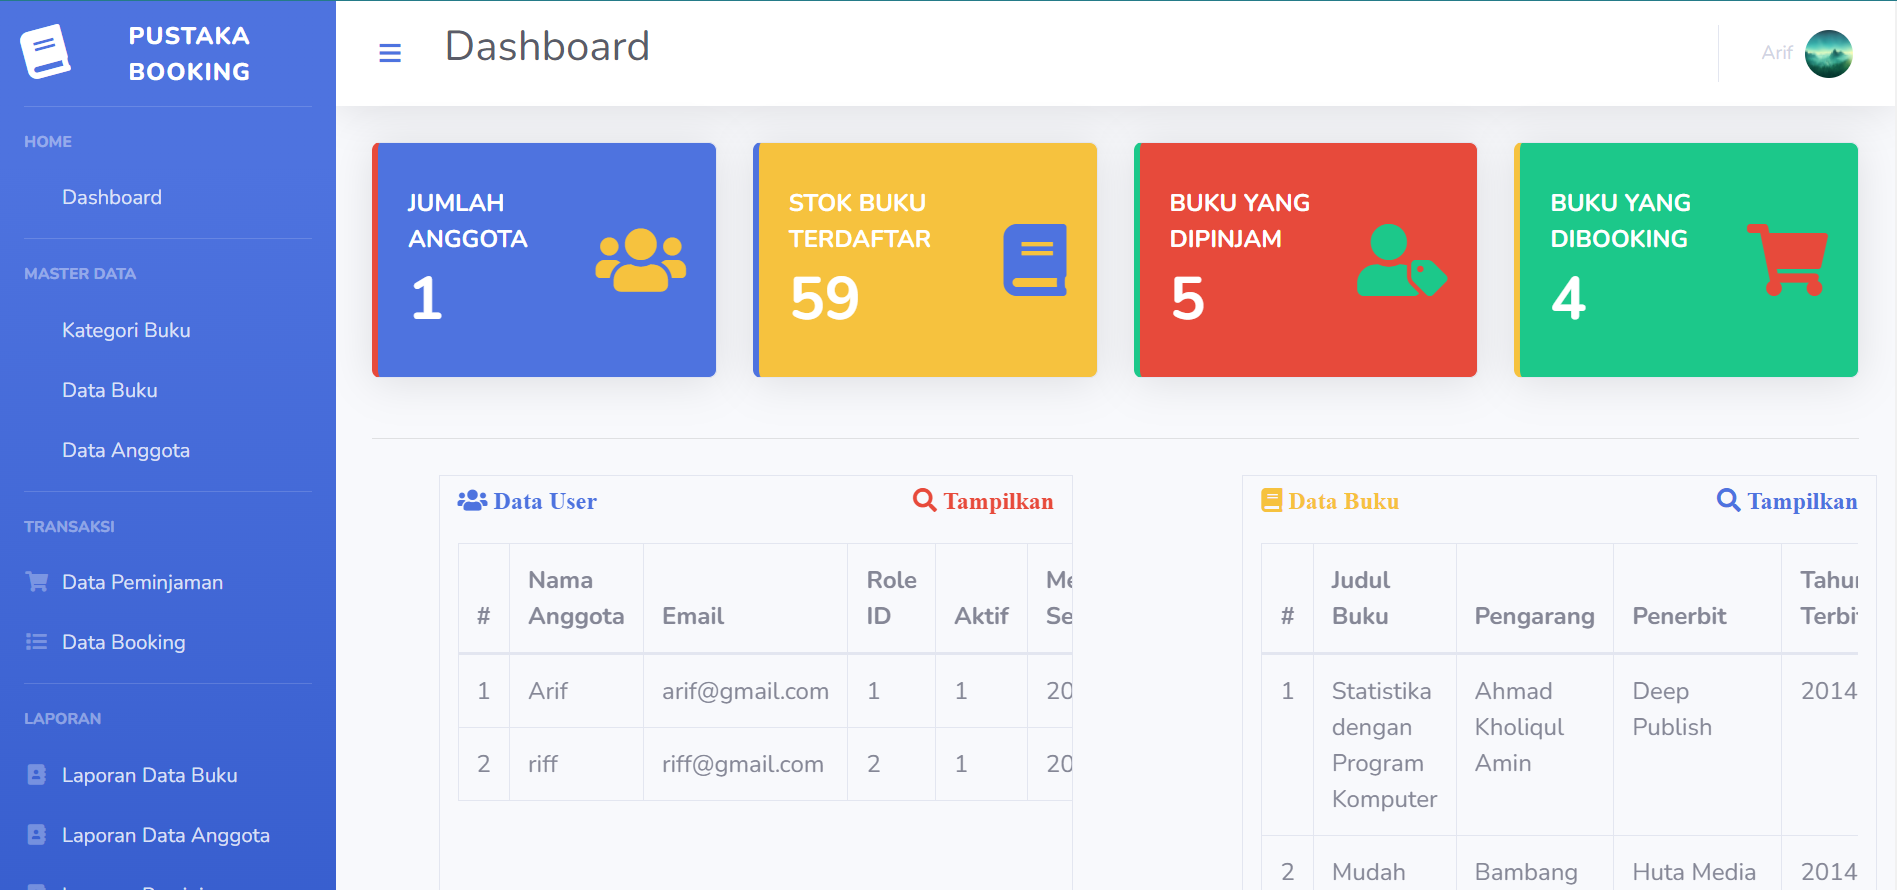 PUSTAKA
BOOKING
HOME
Dashboard
MASTER DATA
Kategori Buku
Data Buku
Data Anggota
TRANSAKSI
Data Peminjaman
Data Booking
LAPORAN
Laporan Data Buku
Laporan Data Anggota
Dashboard
Arif
JUMLAH
ANGGOTA
1
STOK BUKU
TERDAFTAR
59
BUKU YANG
DIPINJAM
5
BUKU YANG
DIBOOKING
4
Data User Tampilkan
# Nama Anggota Email Role ID Aktif Me Se
1 Arif arif@gmail.com 1 1 20
2 riff riff@gmail.com 2 1 20
Data Buku Tampilkan
# Judul Buku Pengarang Penerbit Tahun Terbit
1 Statistika Ahmad Deep 2014
dengan Kholiqul Publish
Program Amin
Komputer
2 Mudah Bambang Huta Media 2014